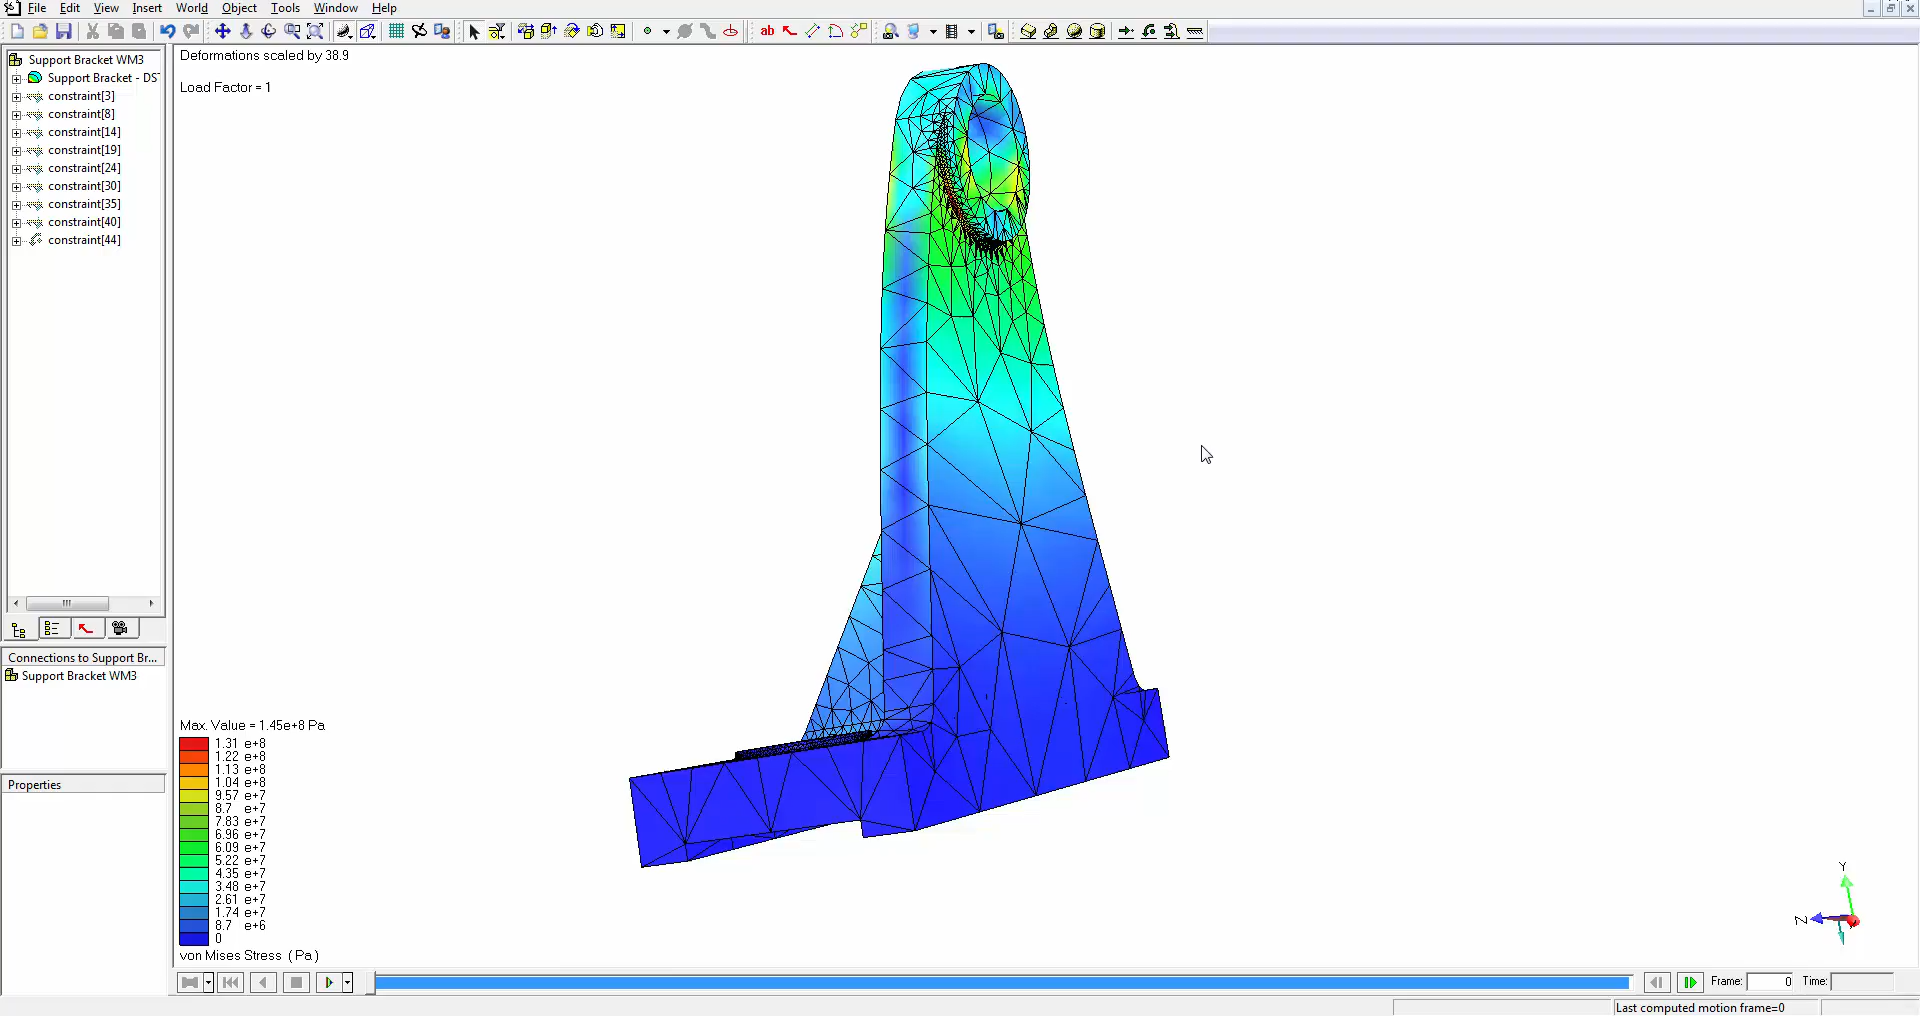 File Edit View Insert World Object Tools Window Help
ab
Support Bracket WM3
Support Bracket - DS
constraint[3]
constraint[8]
constraint[14]
constraint[19]
constraint[24]
constraint[30]
constraint[35]
constraint[40]
constraint[44]
Connections to Support Br...
Support Bracket WM3
Properties
Deformations scaled by 38.9
Load Factor = 1
Max. Value = 1.45e+8 Pa
1.31 e+8
1.22 e+8
1.13 e+8
1.04 e+8
9.57 e+7
8.7 e+7
7.83 e+7
6.96 e+7
6.09 e+7
5.22 e+7
4.35 e+7
3.48 e+7
2.61 e+7
1.74 e+7
8.7 e+6
0
von Mises Stress ( Pa )
Y
Z
Frame: 0 Time:
Last computed motion frame=0